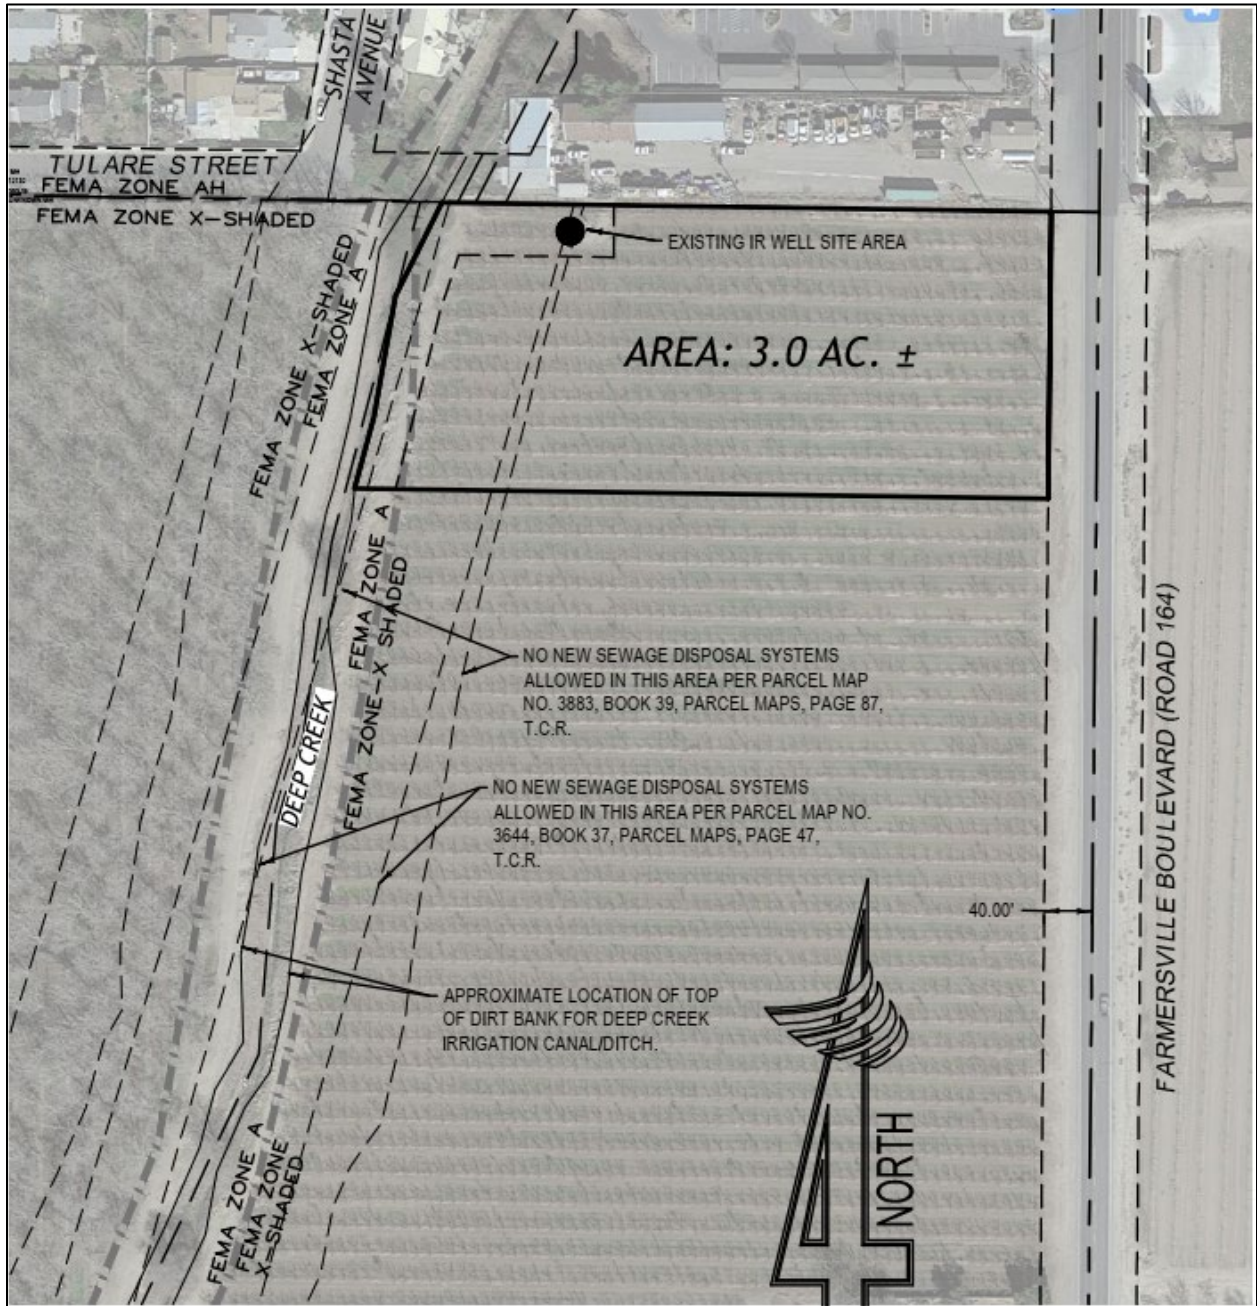 SHASTA
AVENUE
TULARE STREET
FEMA ZONE AH
FEMA ZONE X-SHADED
EXISTING IR WELL SITE AREA
FEMA ZONE X-SHADED
FEMA ZONE A
AREA: 3.0 AC. ±
FEMA ZONE A
FEMA ZONE-X SHADED
NO NEW SEWAGE DISPOSAL SYSTEMS
ALLOWED IN THIS AREA PER PARCEL MAP
NO. 3883, BOOK 39, PARCEL MAPS, PAGE 87,
T.C.R.
DEEP CREEK
NO NEW SEWAGE DISPOSAL SYSTEMS
ALLOWED IN THIS AREA PER PARCEL MAP NO.
3644, BOOK 37, PARCEL MAPS, PAGE 47,
T.C.R.
FARMERSVILLE BOULEVARD (ROAD 164)
40.00'
APPROXIMATE LOCATION OF TOP
OF DIRT BANK FOR DEEP CREEK
IRRIGATION CANAL/DITCH.
NORTH
FEMA ZONE A
FEMA ZONE
X-SHADED